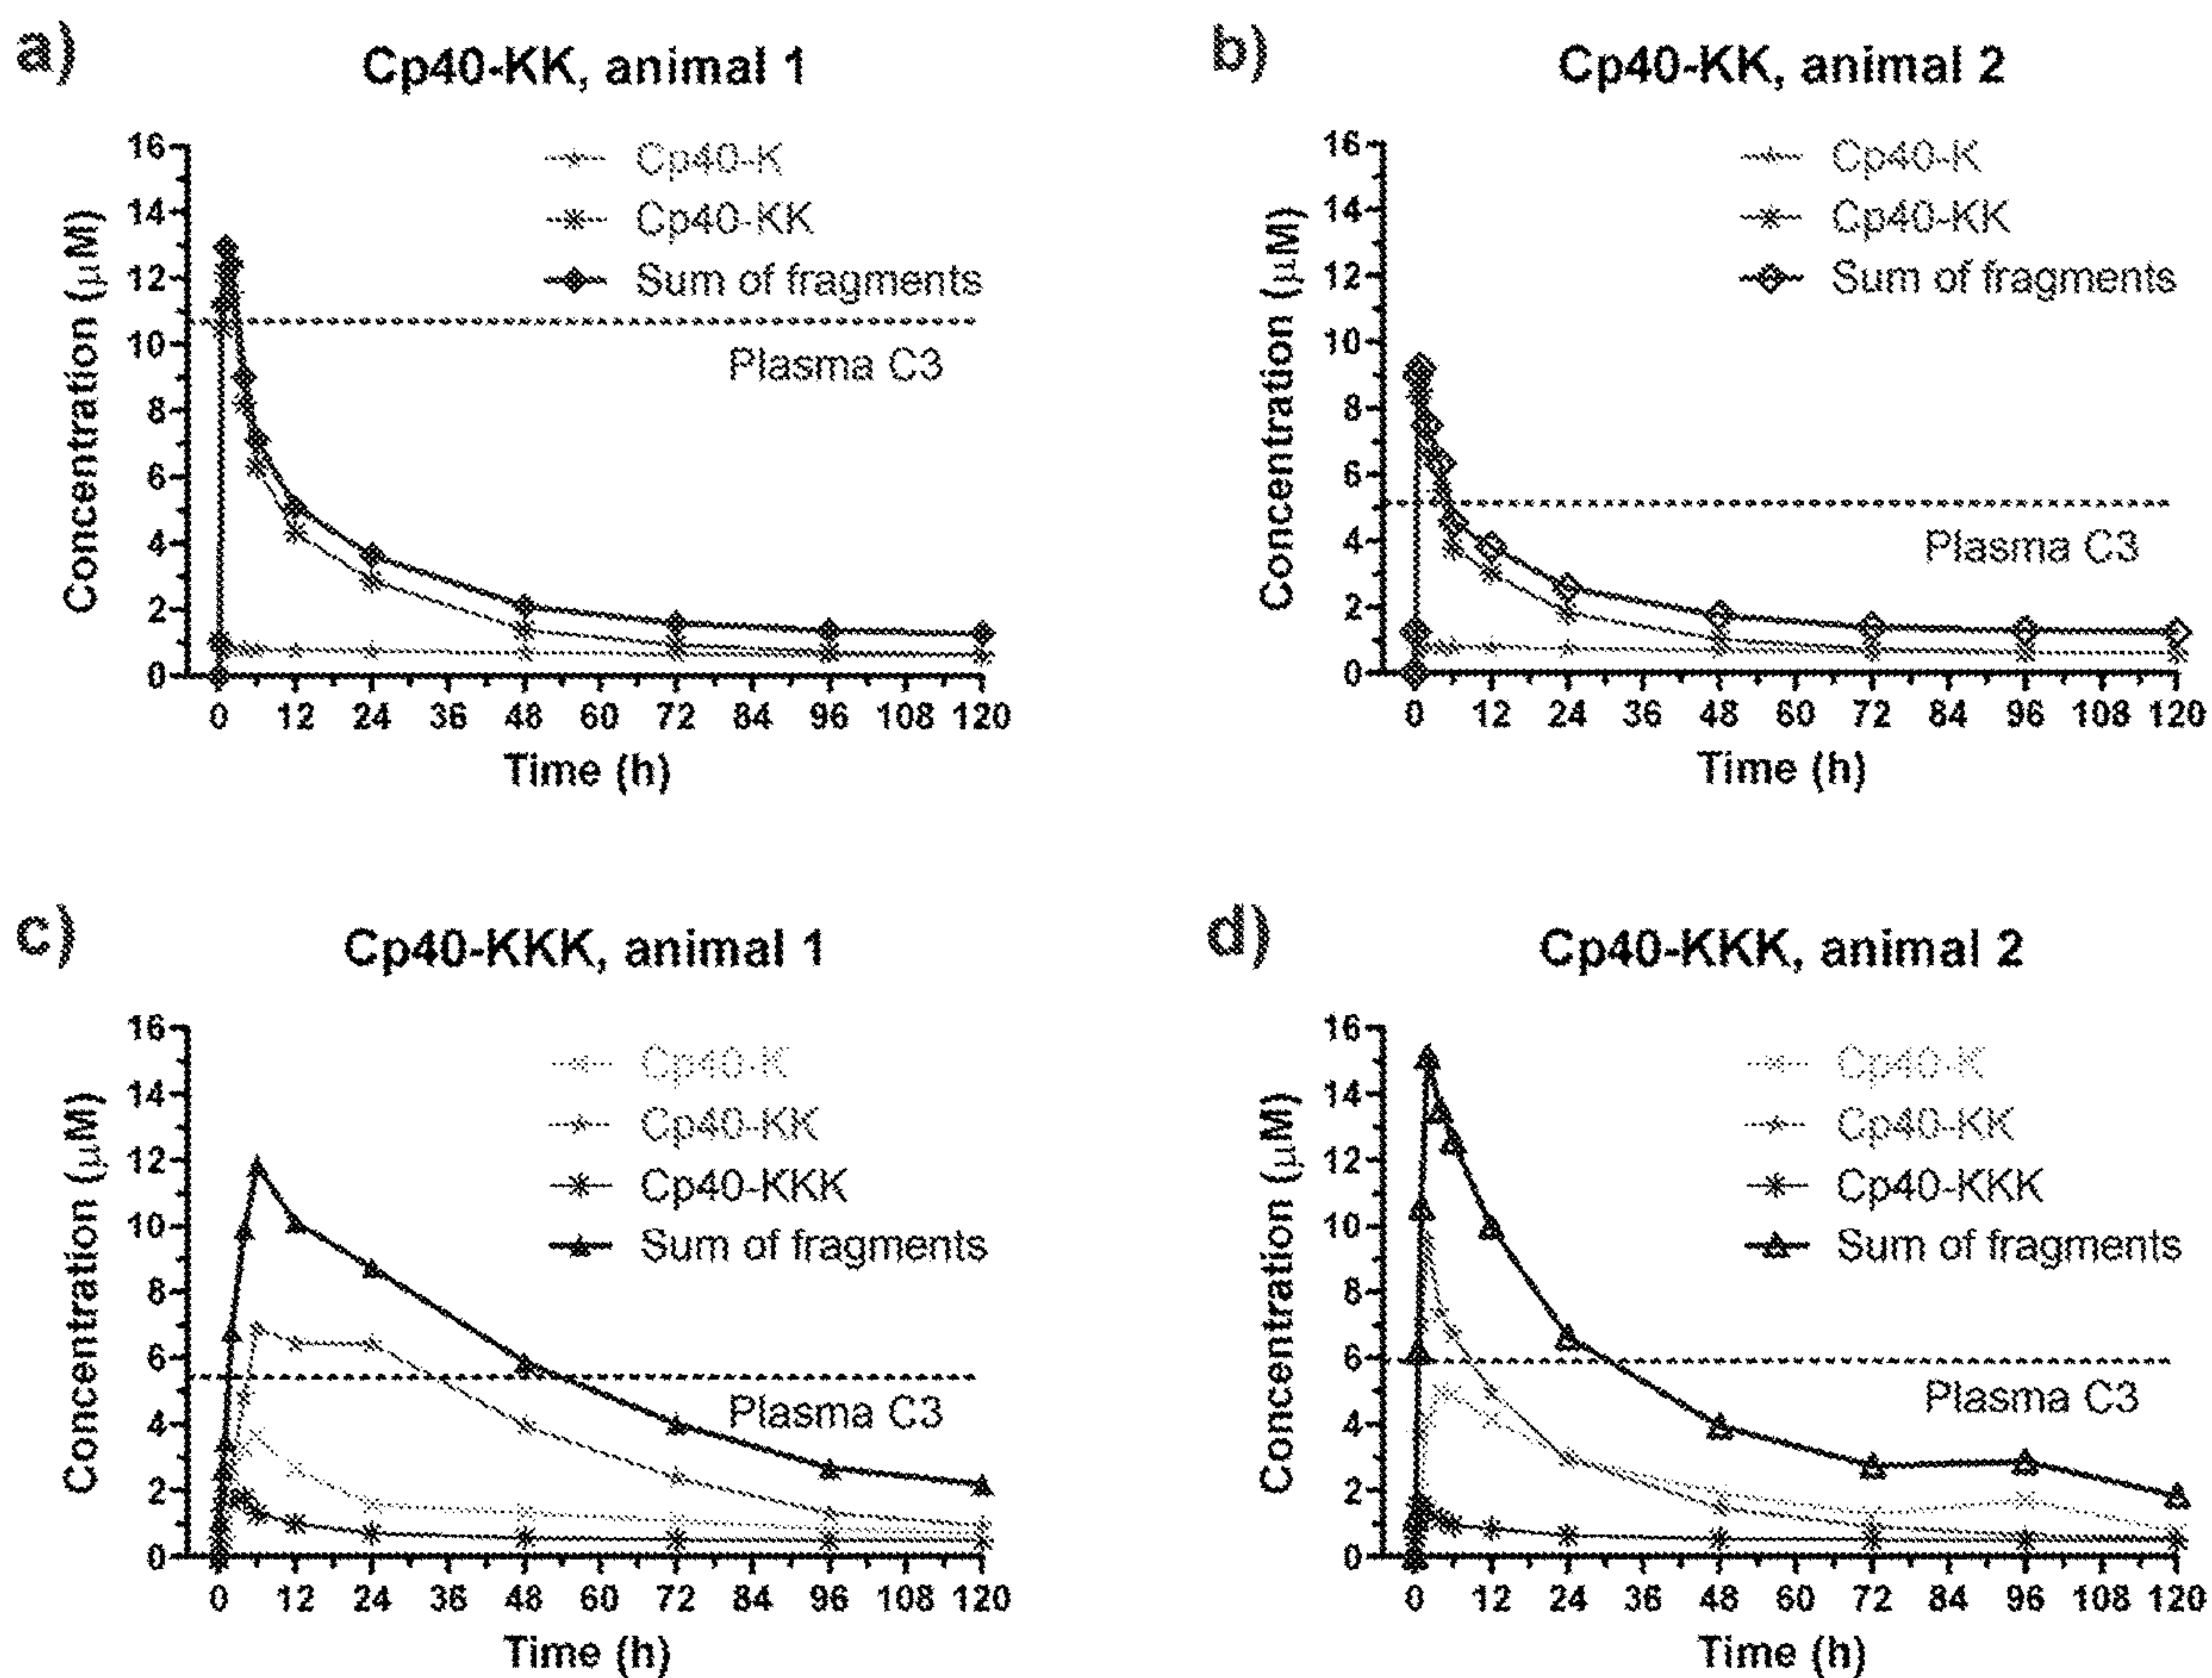 a)
Cp40-KK, animal 1
16
14
12
10
8
6
4
2
0
Concentration (μM)
Cp40-K
Cp40-KK
Sum of fragments
Plasma C3
0 12 24 36 48 60 72 84 96 108 120
Time (h)
b)
Cp40-KK, animal 2
16
14
12
10
8
6
4
2
0
Concentration (μM)
Cp40-K
Cp40-KK
Sum of fragments
Plasma C3
0 12 24 36 48 60 72 84 96 108 120
Time (h)
c)
Cp40-KKK, animal 1
16
14
12
10
8
6
4
2
0
Concentration (μM)
Cp40-K
Cp40-KK
Cp40-KKK
Sum of fragments
Plasma C3
0 12 24 36 48 60 72 84 96 108 120
Time (h)
d)
Cp40-KKK, animal 2
16
14
12
10
8
6
4
2
0
Concentration (μM)
Cp40-K
Cp40-KK
Cp40-KKK
Sum of fragments
Plasma C3
0 12 24 36 48 60 72 84 96 108 120
Time (h)